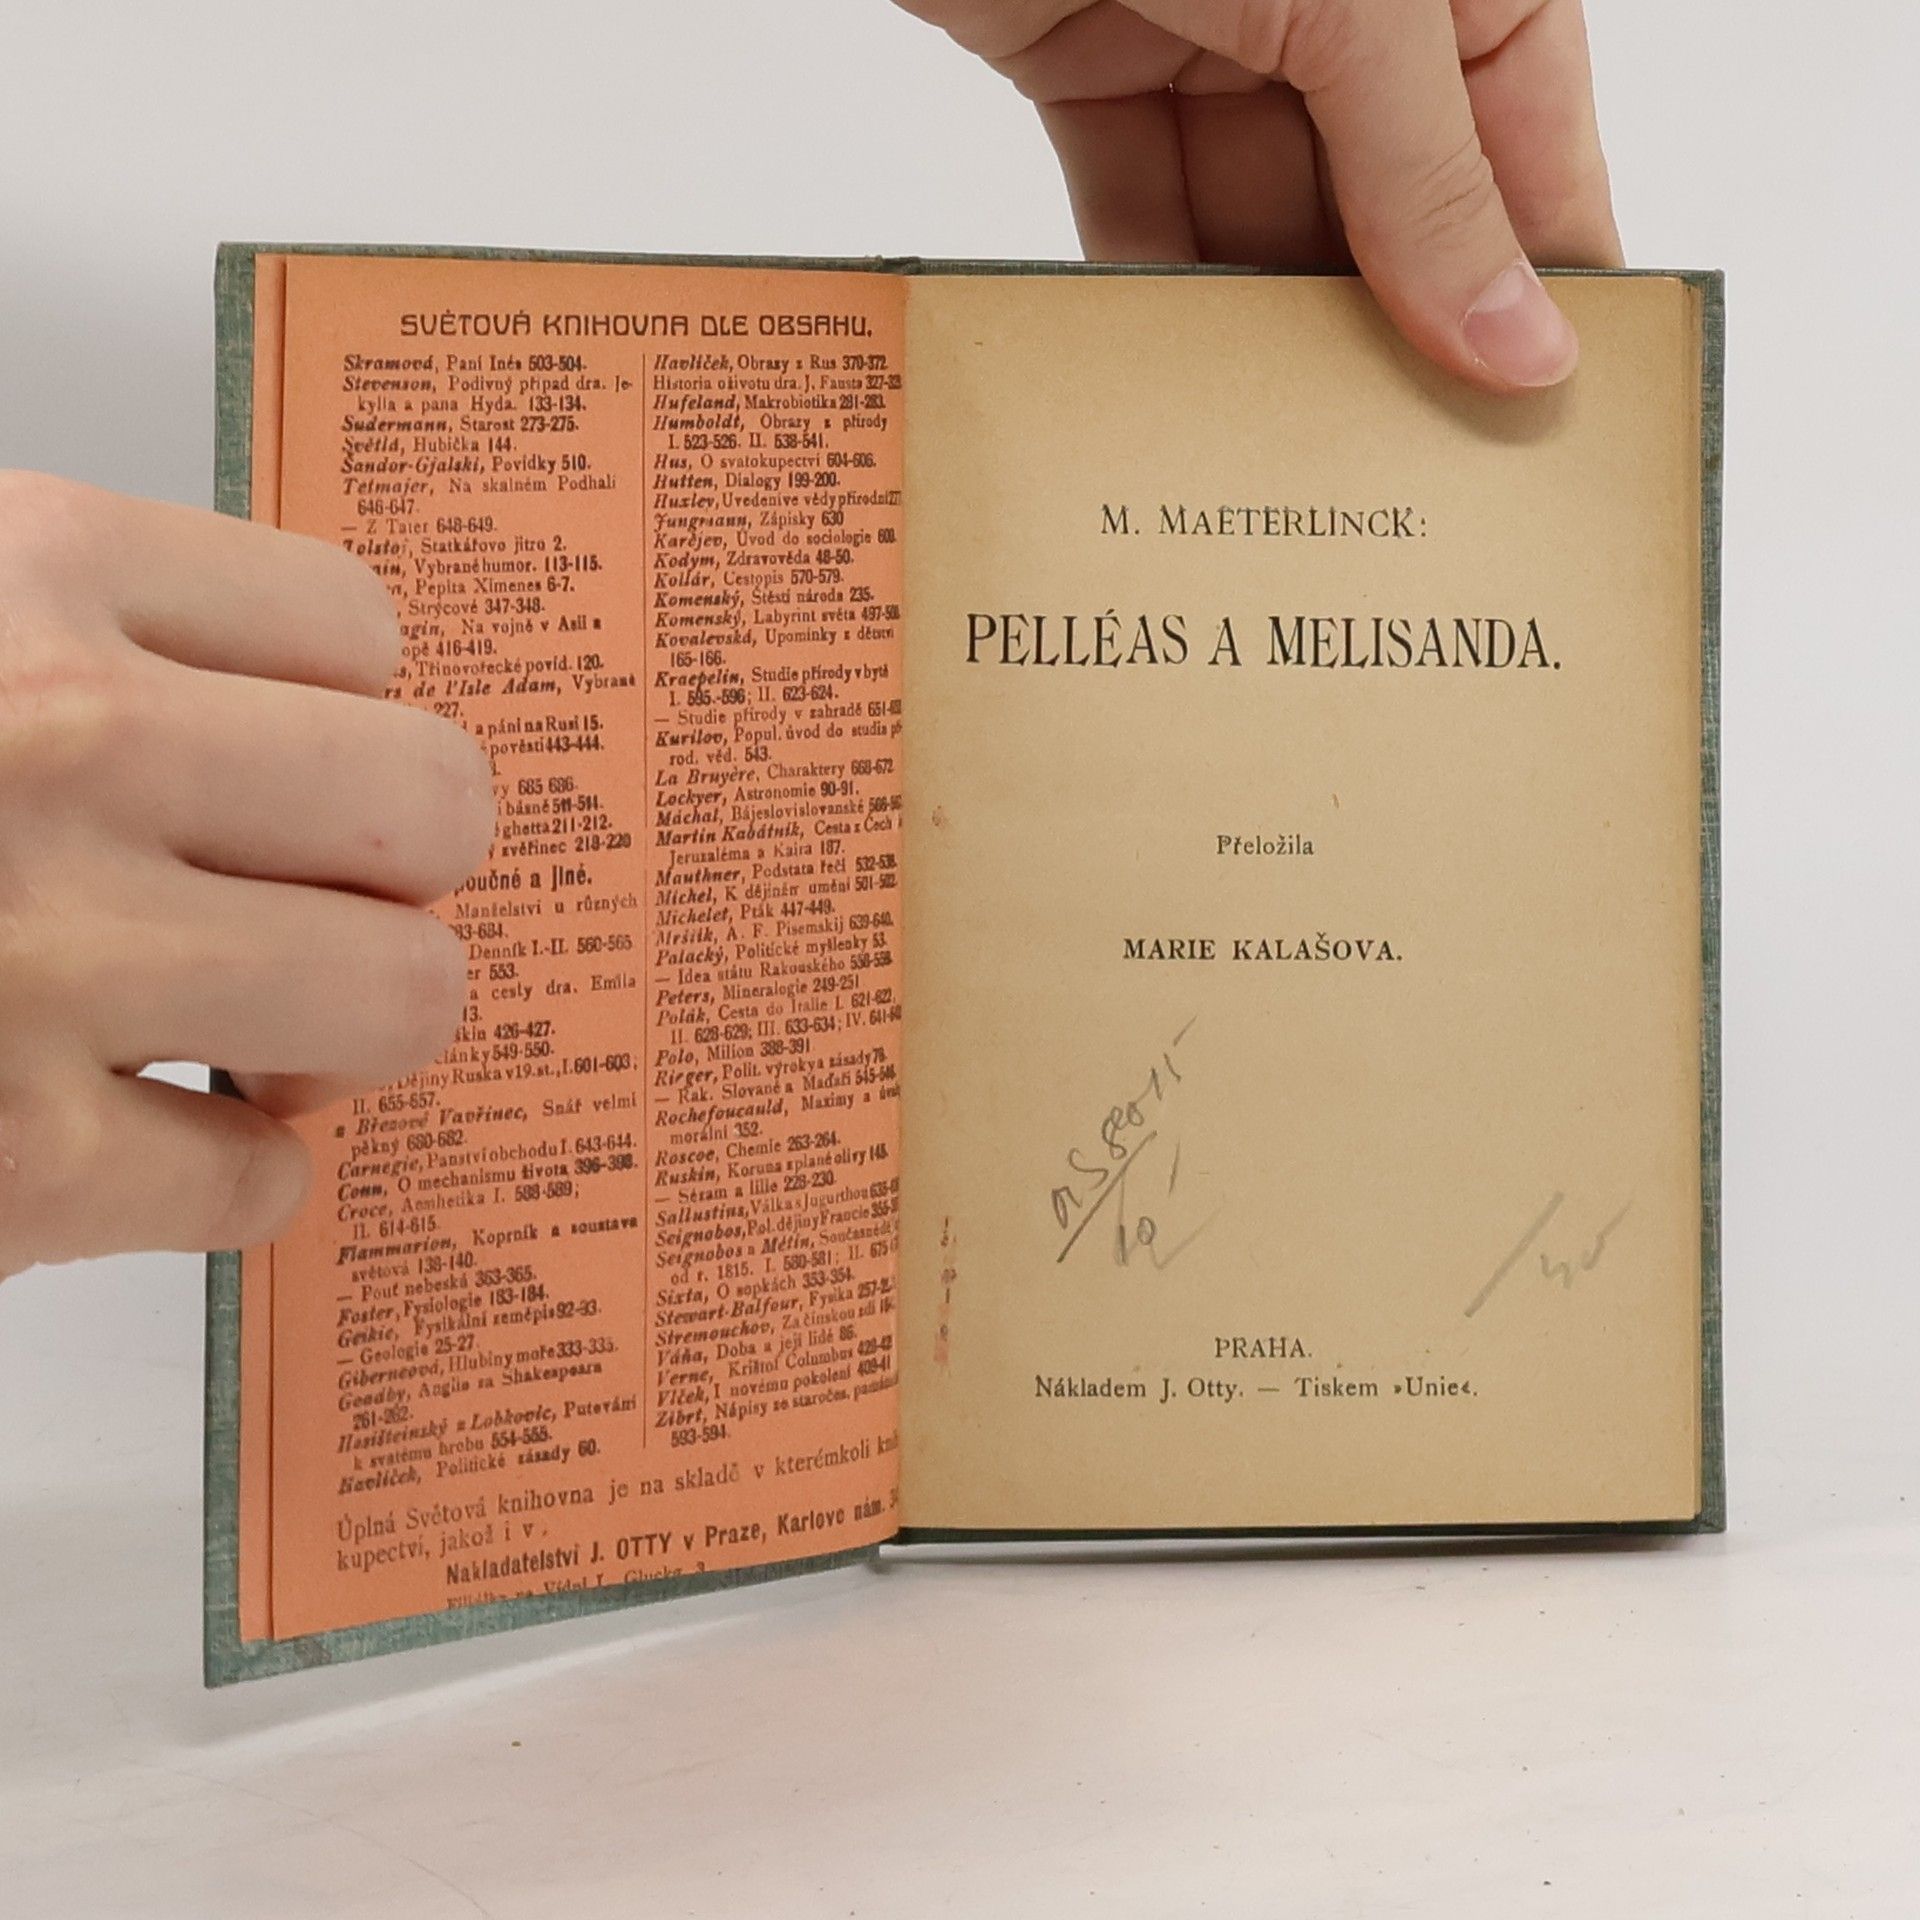 SVĚTOVÁ KNIHOVNA DLE OBSAHU.
Skramová, Paní Inés 503-504.
Stevenson, Podivný případ dra. Je-
kylla a pana Hyda. 133-134.
Sudermann, Starost 273-275.
Světlá, Hubička 144.
Šandor-Gjalski, Povídky 510.
Tetmajer, Na skalném Podhalí
646-647.
— Z Tater 648-649.
Tolstoj, Statkářovo jitro 2.
Vybrané humor. 113-115.
Pepita Ximenes 6-7.
Strýcové 347-348.
Na vojně v Asii a
416-419.
Třinovořecké povíd. 120.
de l'Isle Adam, Vybrané
227.
a páni na Rusi 15.
pověsti 443-444.
685 686.
básně 511-514.
ghetta 211-212.
zvěřinec 218-220
poučné a jiné.
Manželství u různých
Denník I.-II. 560-565
553.
a cesty dra. Emila
426-427.
549-550.
Dějiny Ruska v 19. st., I. 601-603;
II. 655-657.
z Březové Vavřinec, Snář velmi
pěkný 680-682.
Carnegie, Panství obchodu I. 643-644.
Conn, O mechanismu života 396-398.
Croce, Aesthetika I. 588-589;
II. 614-615.
Flammarion, Koprník a soustava
světová 138-140.
— Pouť nebeská 363-365.
Foster, Fysiologie 183-184.
Geikie, Fysikální zeměpis 92-93.
— Geologie 25-27.
Giberneová, Hlubiny moře 333-335.
Goadby, Anglie za Shakespeara
261-262.
Hasišteinský z Lobkovic, Putování
k svatému hrobu 554-555.
Havlíček, Politické zásady 60.
Havlíček, Obrazy z Rus 370-372
Historia o životu dra. J. Fausta
Hufeland, Makrobiotika 281-283.
Humboldt, Obrazy z přírody
I. 523-526. II. 538-541.
Hus, O svatokupectví 604-606.
Hutten, Dialogy 199-200.
Huxley, Uvedení ve vědy přírodní
Jungmann, Zápisky 630
Karějev, Úvod do sociologie
Kodym, Zdravověda 48-50.
Kollár, Cestopis 570-579.
Komenský, Štěstí národa 235.
Komenský, Labyrint světa
Kovalevská, Upomínky z dětství
165-166.
Kraepelin, Studie přírody v bytě
I. 595.-596; II. 623-624.
— Studie přírody v zahradě
Kurilov, Popul. úvod do studia
rod. věd. 543.
La Bruyère, Charaktery 668-672
Lockyer, Astronomie 90-91.
Máchal, Bájesloví slovanské
Martin Kabátník, Cesta z Čech
Jeruzaléma a Kaira 187.
Mauthner, Podstata řeči
Michel, K dějinám umění
Michelet, Pták 447-449.
Mrštík, A. F. Pisemskij 639-640.
Palacký, Politické myšlenky 53.
— Idea státu Rakouského
Peters, Mineralogie 249-251
Polák, Cesta do Italie I. 621-622,
II. 628-629; III. 633-634; IV.
Polo, Milion 388-391
Rieger, Polit. výroky a zásady
— Rak. Slované a Maďaři
Rochefoucauld, Maximy a
morální 352.
Roscoe, Chemie 263-264.
Ruskin, Koruna z plané olivy
— Sézam a lilie 228-230.
Sallustius, Válka s Jugurthou
Seignobos, Pol. dějiny Francie
Seignobos a Métin, Současné
od r. 1815. I. 580-581; II.
Sixta, O sopkách 353-354.
Stewart-Balfour, Fysika
Stremouchov, Za čínskou zdí
Váňa, Doba a její lidé 86.
Verne, Krištof Columbus
Vlček, I novému pokolení
Zíbrt, Nápisy ze staročes.
593-594.
Úplná Světová knihovna je na skladě v kterémkoli
kupectví, jakož i v
Nakladatelství J. OTTY v Praze, Karlovo nám.
M. MAETERLINCK:
PELLÉAS A MELISANDA.
Přeložila
MARIE KALAŠOVA.
PRAHA.
Nákladem J. Otty. — Tiskem »Unie«.